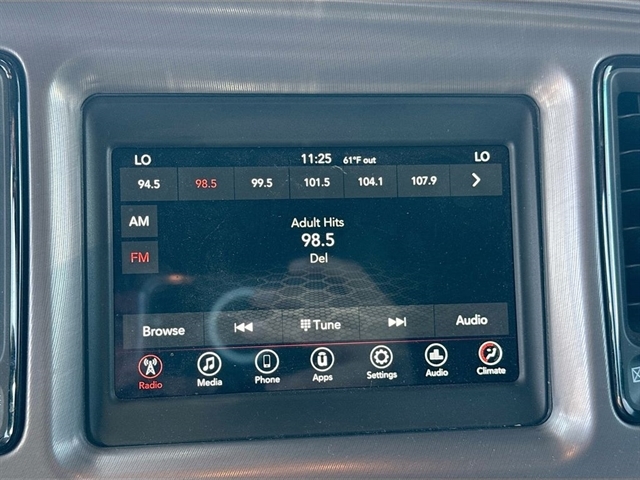 LO 11:25 61°F out LO
94.5 98.5 99.5 101.5 104.1 107.9
AM
FM
Adult Hits
98.5
Del
Browse Tune Audio
Radio Media Phone Apps Settings Audio Climate